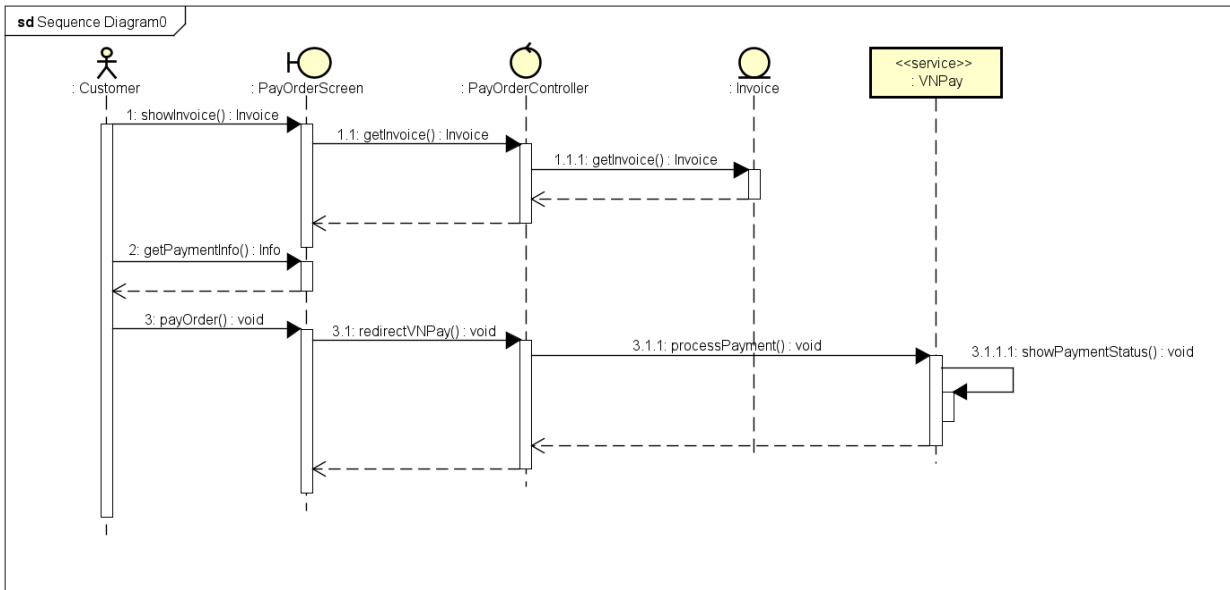 sd Sequence Diagram0
: Customer
: PayOrderScreen
: PayOrderController
: Invoice
<<service>>
: VNPay
1: showInvoice() : Invoice
1.1: getInvoice() : Invoice
1.1.1: getInvoice() : Invoice
2: getPaymentInfo() : Info
3: payOrder() : void
3.1: redirectVNPay() : void
3.1.1: processPayment() : void
3.1.1.1: showPaymentStatus() : void